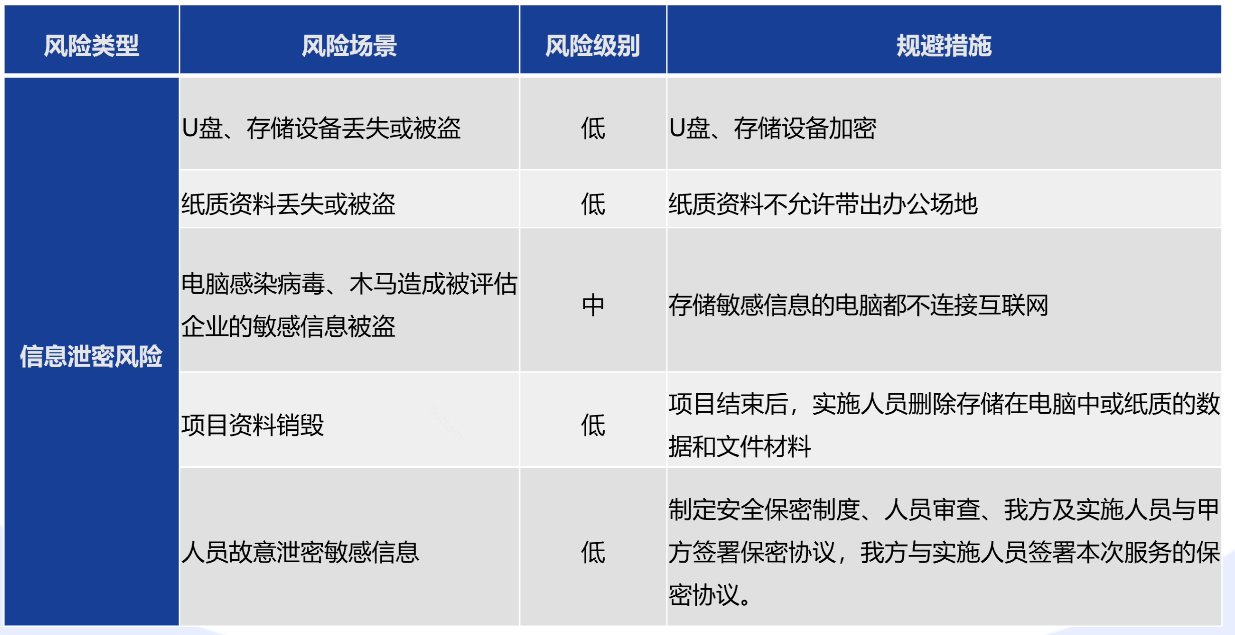 风险类型
风险场景
风险级别
规避措施
信息泄密风险
U盘、存储设备丢失或被盗
低
U盘、存储设备加密
纸质资料丢失或被盗
低
纸质资料不允许带出办公场地
电脑感染病毒、木马造成被评估
企业的敏感信息被盗
中
存储敏感信息的电脑都不连接互联网
项目资料销毁
低
项目结束后，实施人员删除存储在电脑中或纸质的数
据和文件材料
人员故意泄密敏感信息
低
制定安全保密制度、人员审查、我方及实施人员与甲
方签署保密协议，我方与实施人员签署本次服务的保
密协议。